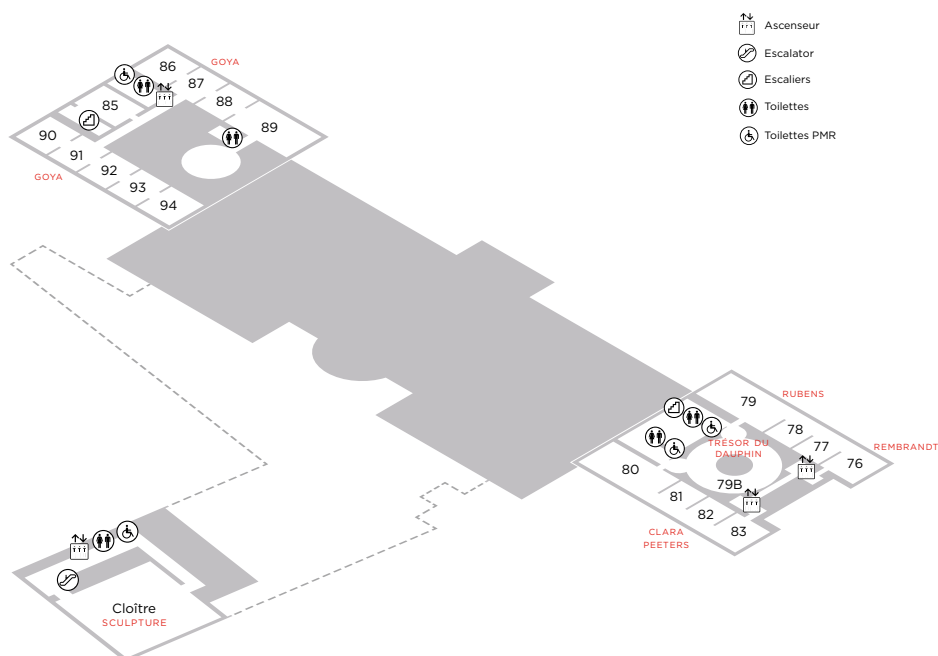 Ascenseur
Escalator
Escaliers
Toilettes
Toilettes PMR
86
GOYA
87
88
85
89
90
91
92
GOYA
93
94
79
RUBENS
78
TRÉSOR DU
DAUPHIN
77
REMBRANDT
76
80
79B
81
82
83
CLARA
PEETERS
Cloître
SCULPTURE